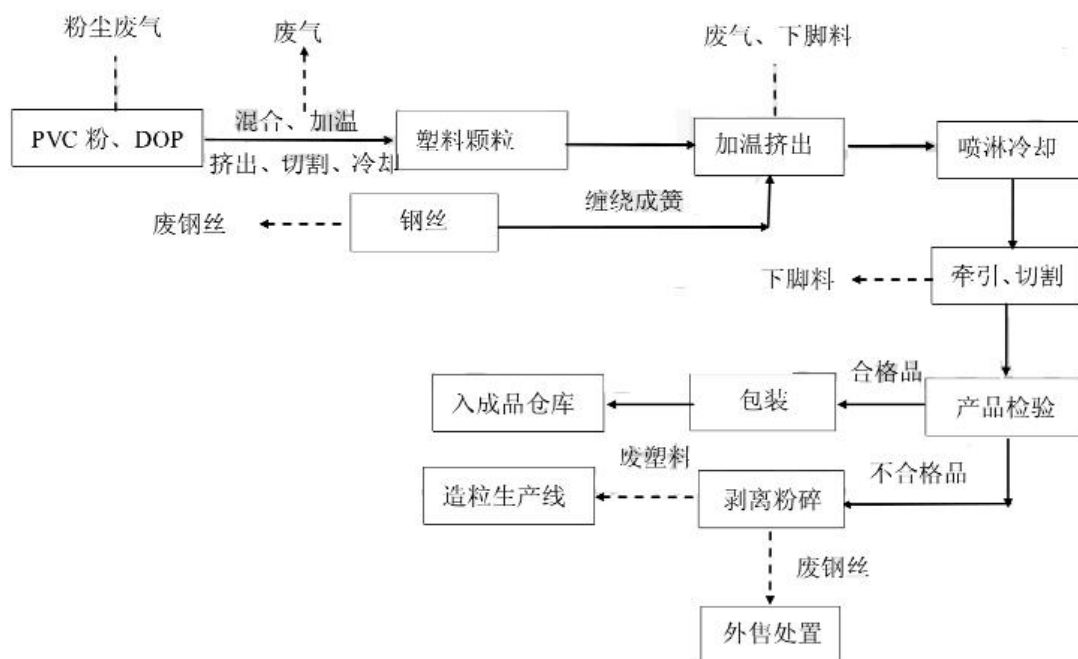 粉尘废气
废气
废气、下脚料
PVC 粉、DOP
混合、加温
挤出、切割、冷却
塑料颗粒
加温挤出
喷淋冷却
废钢丝
钢丝
缠绕成簧
下脚料
牵引、切割
入成品仓库
包装
合格品
产品检验
废塑料
不合格品
造粒生产线
剥离粉碎
废钢丝
外售处置